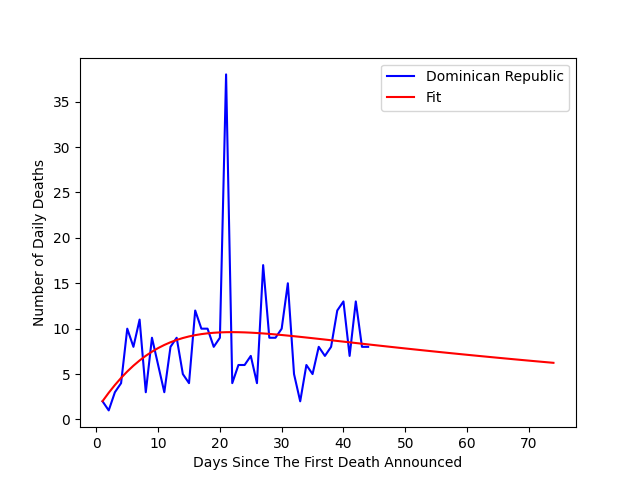 Dominican Republic
Fit
35
30
25
20
15
10
5
0
Number of Daily Deaths
0 10 20 30 40 50 60 70
Days Since The First Death Announced